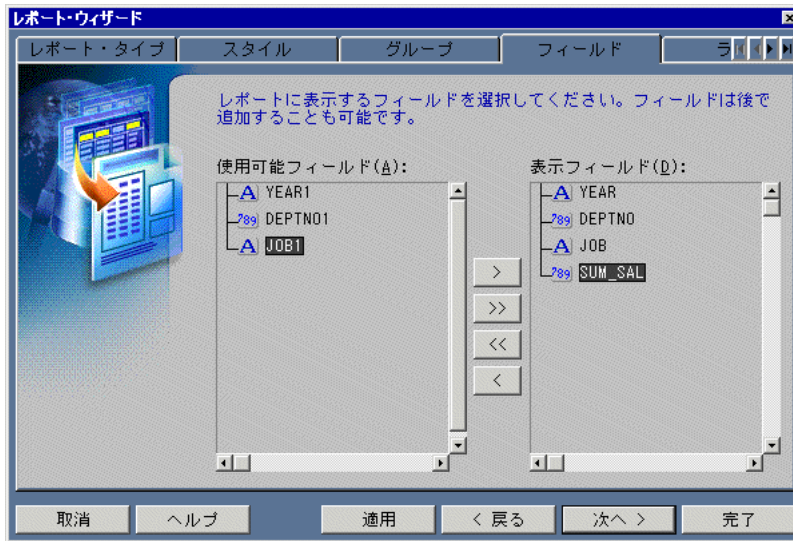 レポート・ウィザード
レポート・タイプ
スタイル
グループ
フィールド
ラ
レポートに表示するフィールドを選択してください。フィールドは後で
追加することも可能です。
使用可能フィールド(A):
YEAR1
DEPTNO1
JOB1
表示フィールド(D):
YEAR
DEPTNO
JOB
SUM_SAL
>
>>
<<
<
取消
ヘルプ
適用
< 戻る
次へ >
完了